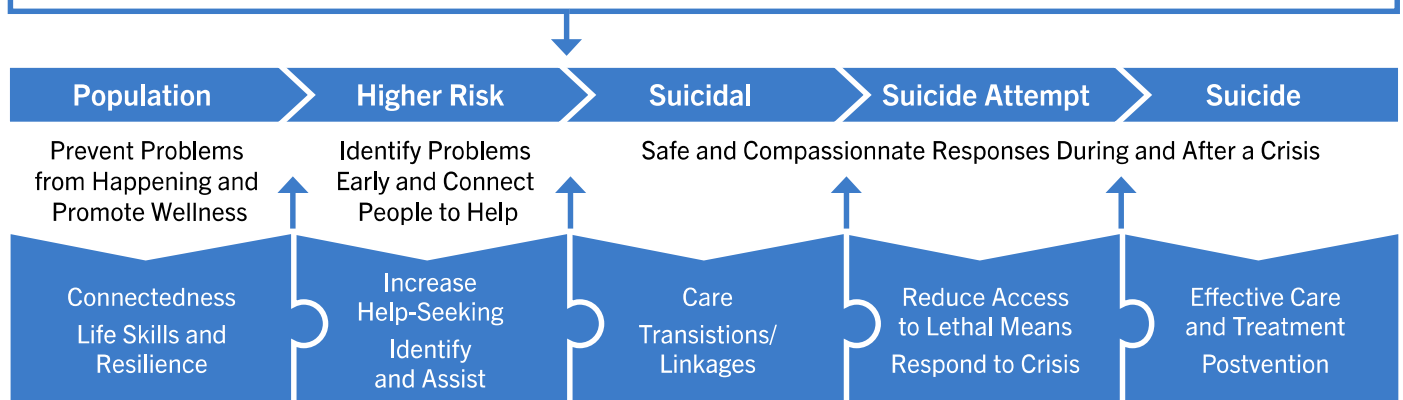 Population
Higher Risk
Suicidal
Suicide Attempt
Suicide
Prevent Problems
from Happening and
Promote Wellness
Identify Problems
Early and Connect
People to Help
Safe and Compassionnate Responses During and After a Crisis
Connectedness
Life Skills and
Resilience
Increase
Help-Seeking
Identify
and Assist
Care
Transistions/
Linkages
Reduce Access
to Lethal Means
Respond to Crisis
Effective Care
and Treatment
Postvention